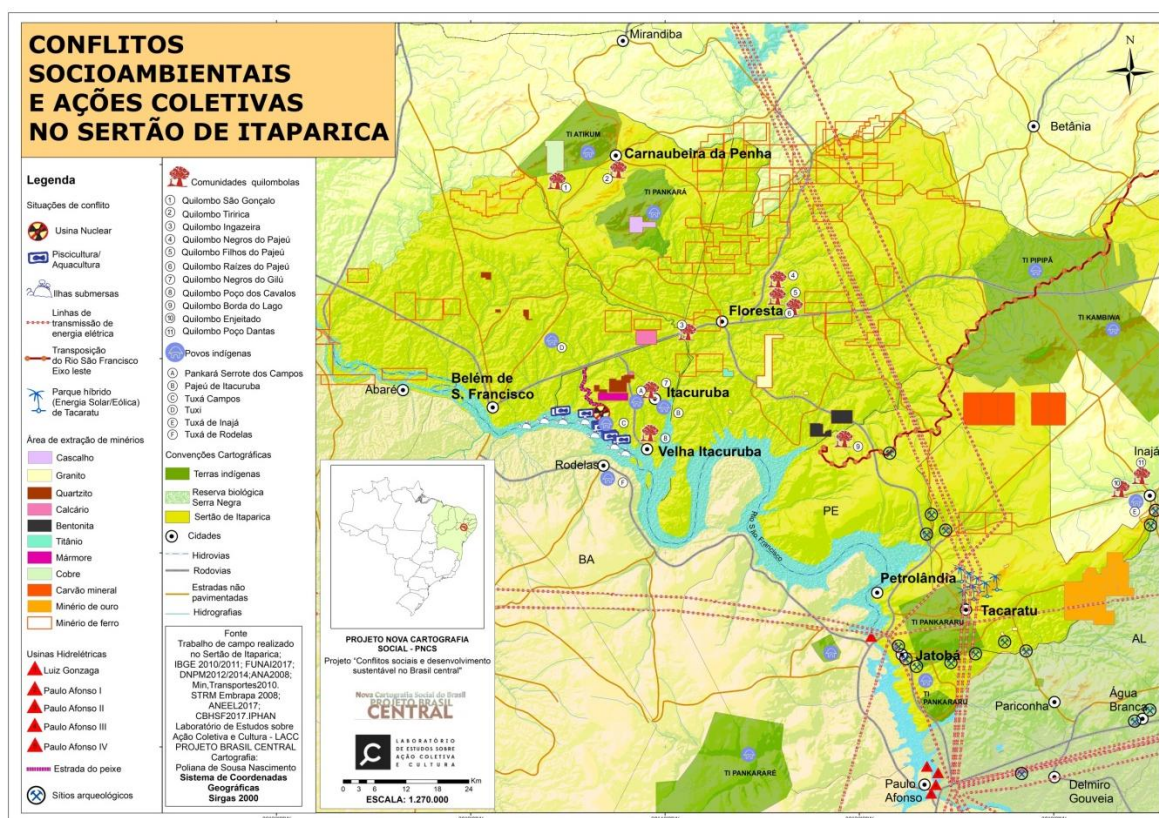 CONFLITOS
SOCIOAMBIENTAIS
E AÇÕES COLETIVAS
NO SERTÃO DE ITAPARICA
Legenda
Situações de conflito
Usina Nuclear
Piscicultura/
Aquacultura
Ilhas submersas
Linhas de
transmissão de
energia elétrica
Transposição
do Rio São Francisco
Eixo leste
Parque híbrido
(Energia Solar/Eólica)
de Tacaratu
Área de extração de minérios
Cascalho
Granito
Quartzito
Calcário
Bentonita
Titânio
Mármore
Cobre
Carvão mineral
Minério de ouro
Minério de ferro
Usinas Hidrelétricas
Luiz Gonzaga
Paulo Afonso I
Paulo Afonso II
Paulo Afonso III
Paulo Afonso IV
Estrada do peixe
Sítios arqueológicos
Comunidades quilombolas
1 Quilombo São Gonçalo
2 Quilombo Tiririca
3 Quilombo Ingazeira
4 Quilombo Negros do Pajeú
5 Quilombo Filhos do Pajeú
6 Quilombo Raízes do Pajeú
7 Quilombo Negros do Gilú
8 Quilombo Poço dos Cavalos
9 Quilombo Borda do Lago
10 Quilombo Enjeitado
11 Quilombo Poço Dantas
Povos indígenas
A Pankará Serrote dos Campos
B Pajeú de Itacuruba
C Tuxá Campos
D Tuxi
E Tuxá de Inajá
F Tuxá de Rodelas
Convenções Cartográficas
Terras indígenas
Reserva biológica
Serra Negra
Sertão de Itaparica
Cidades
Hidrovias
Rodovias
Estradas não
pavimentadas
Hidrografias
Fonte
Trabalho de campo realizado
no Sertão de Itaparica;
IBGE 2010/2011; FUNAI2017;
DNPM2012/2014;ANA2008;
Min,Transportes2010.
STRM Embrapa 2008;
ANEEL2017;
CBHSF2017.IPHAN
Laboratório de Estudos sobre
Ação Coletiva e Cultura - LACC
PROJETO BRASIL CENTRAL
Cartografia:
Poliana de Sousa Nascimento
Sistema de Coordenadas
Geográficas
Sirgas 2000
Mirandiba
N
Betânia
TI ATIKUM
Carnaubeira da Penha
1
2
TI PANKARÁ
TI PIPIPÃ
4
5
6
Floresta
3
TI KAMBIWA
D
Abaré
Belém de
S. Francisco
7
A
Itacuruba
B
C
8
Velha Itacuruba
9
Rodelas
F
Inajá
11
10
E
PE
BA
Rio São Francisco
Petrolândia
Tacaratu
TI PANKARARU
Jatobá
TI
PANKARARU
AL
Pariconha
Água
Branca
TI PANKARARÉ
Paulo
Afonso
Delmiro
Gouveia
PROJETO NOVA CARTOGRAFIA
SOCIAL - PNCS
Projeto "Conflitos sociais e desenvolvimento
sustentável no Brasil central"
Nova Cartografia Social do Brasil
PROJETO BRASIL
CENTRAL
LABORATÓRIO
DE ESTUDOS SOBRE
AÇÃO COLETIVA
E CULTURA
0 3 6 12 18 24
Km
ESCALA: 1.270.000